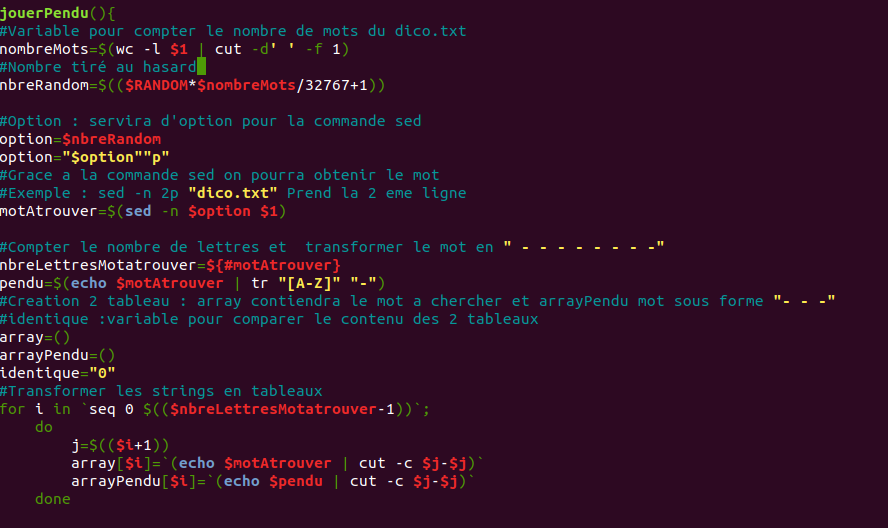 jouerPendu(){
#Variable pour compter le nombre de mots du dico.txt
nombreMots=$(wc -l $1 | cut -d' ' -f 1)
#Nombre tiré au hasard
nbreRandom=$(($RANDOM*$nombreMots/32767+1))
#Option : servira d'option pour la commande sed
option=$nbreRandom
option="$option""p"
#Grace a la commande sed on pourra obtenir le mot
#Exemple : sed -n 2p "dico.txt" Prend la 2 eme ligne
motAtrouver=$(sed -n $option $1)
#Compter le nombre de lettres et  transformer le mot en " - - - - - - - -"
nbreLettresMotatrouver=${#motAtrouver}
pendu=$(echo $motAtrouver | tr "[A-Z]" "-")
#Creation 2 tableau : array contiendra le mot a chercher et arrayPendu mot sous forme "- - -"
#identique :variable pour comparer le contenu des 2 tableaux
array=()
arrayPendu=()
identique="0"
#Transformer les strings en tableaux
for i in `seq 0 $(($nbreLettresMotatrouver-1))`;
    do
        j=$(($i+1))
        array[$i]=`(echo $motAtrouver | cut -c $j-$j)`
        arrayPendu[$i]=`(echo $pendu | cut -c $j-$j)`
    done